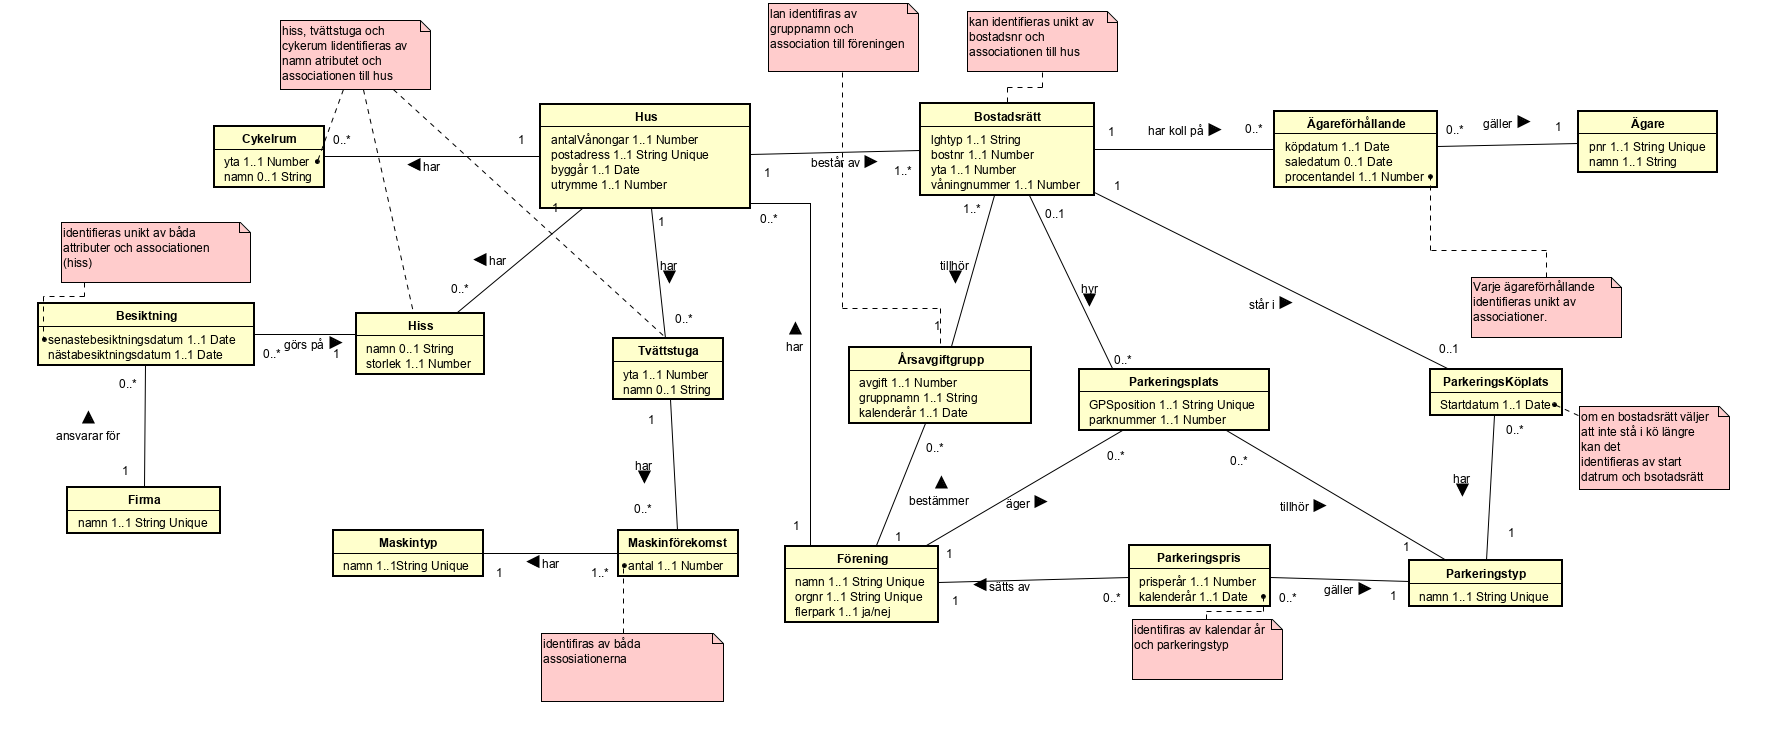 hiss, tvättstuga och
cykerum lidentifieras av
namn atributet och
associationen till hus
lan identifiras av
gruppnamn och
association till föreningen
kan identifieras unikt av
bostadsnr och
associationen till hus
Cykelrum
yta 1..1 Number
namn 0..1 String
0..*
1
har
Hus
antalVånongar 1..1 Number
postadress 1..1 String Unique
byggår 1..1 Date
utrymme 1..1 Number
består av
1
1..*
Bostadsrätt
lghtyp 1..1 String
bostnr 1..1 Number
yta 1..1 Number
våningnummer 1..1 Number
1
har koll på
0..*
Ägareförhållande
köpdatum 1..1 Date
saledatum 0..1 Date
procentandel 1..1 Number
0..*
gäller
1
Ägare
pnr 1..1 String Unique
namn 1..1 String
identifieras unikt av båda
attributer och associationen
(hiss)
1
har
0..*
1
har
0..*
0..*
har
1
1..*
tillhör
1
0..1
hyr
0..*
1
står i
0..1
Varje ägareförhållande
identifieras unikt av
associationer.
Besiktning
senastebesiktningsdatum 1..1 Date
nästabesiktningsdatum 1..1 Date
0..*
görs på
1
Hiss
namn 0..1 String
storlek 1..1 Number
Tvättstuga
yta 1..1 Number
namn 0..1 String
Årsavgiftgrupp
avgift 1..1 Number
gruppnamn 1..1 String
kalenderår 1..1 Date
Parkeringsplats
GPSposition 1..1 String Unique
parknummer 1..1 Number
ParkeringsKöplats
Startdatum 1..1 Date
om en bostadsrätt väljer
att inte stå i kö längre
kan det
identifieras av start
datrum och bsotadsrätt
0..*
ansvarar för
1
1
har
0..*
0..*
bestämmer
1
0..*
äger
1
0..*
tillhör
1
0..*
har
1
Firma
namn 1..1 String Unique
Maskintyp
namn 1..1String Unique
1
har
1..*
Maskinförekomst
antal 1..1 Number
Förening
namn 1..1 String Unique
orgnr 1..1 String Unique
flerpark 1..1 ja/nej
1
sätts av
0..*
Parkeringspris
prisperår 1..1 Number
kalenderår 1..1 Date
0..*
gäller
1
Parkeringstyp
namn 1..1 String Unique
identifiras av båda
assosiationerna
identifiras av kalendar år
och parkeringstyp